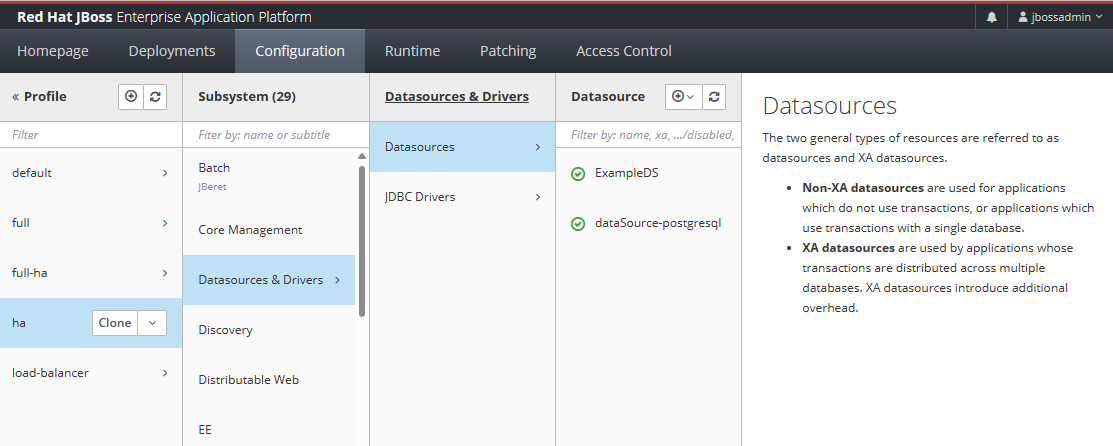 Red Hat JBoss Enterprise Application Platform
jbossadmin
Homepage Deployments Configuration Runtime Patching Access Control
« Profile
Filter
default
full
full-ha
ha Clone
load-balancer
Subsystem (29)
Fiter by: name or subtitle
Batch
JBeret
Core Management
Datasources & Drivers
Discovery
Distributable Web
EE
Datasources & Drivers
Datasources
JDBC Drivers
Datasource
Filter by: name, xa, .../disabled,
ExampleDS
dataSource-postgresql
Datasources
The two general types of resources are referred to as
datasources and XA datasources.
• Non-XA datasources are used for applications
which do not use transactions, or applications which
use transactions with a single database.
• XA datasources are used by applications whose
transactions are distributed across multiple
databases. XA datasources introduce additional
overhead.